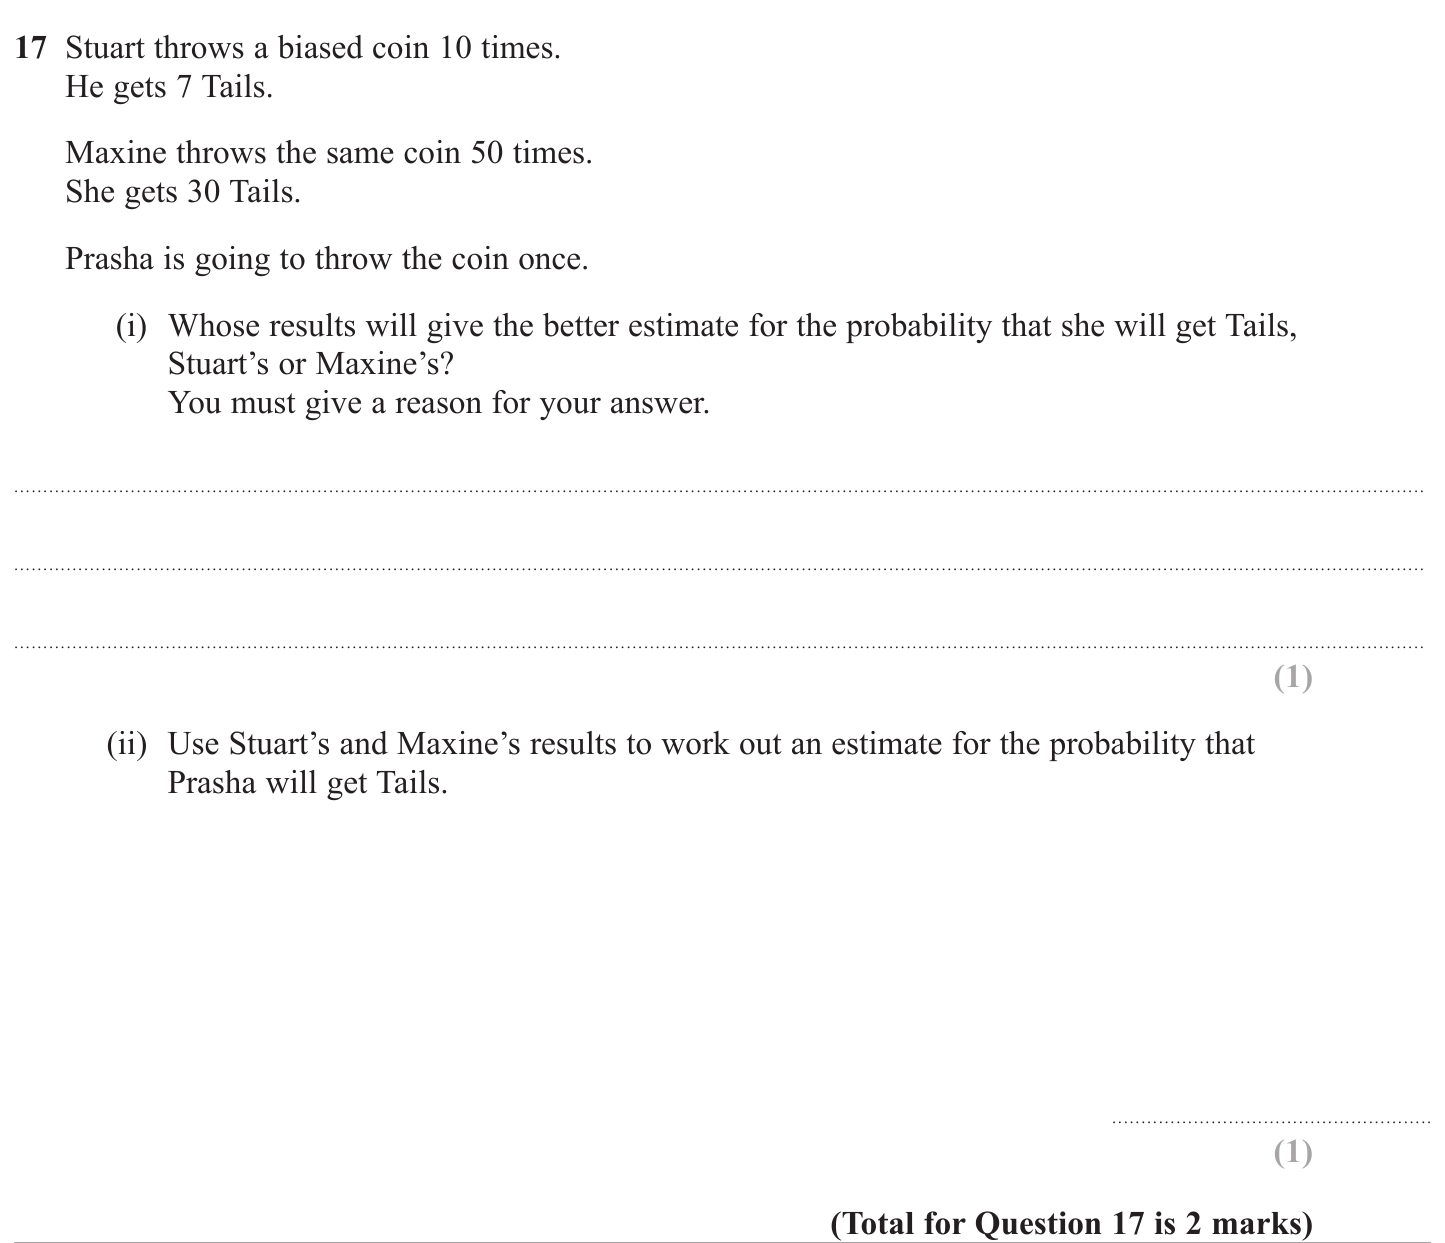 17 Stuart throws a biased coin 10 times.
He gets 7 Tails.
Maxine throws the same coin 50 times.
She gets 30 Tails.
Prasha is going to throw the coin once.
(i) Whose results will give the better estimate for the probability that she will get Tails,
Stuart’s or Maxine’s?
You must give a reason for your answer.
(1)
(ii) Use Stuart’s and Maxine’s results to work out an estimate for the probability that
Prasha will get Tails.
(1)
(Total for Question 17 is 2 marks)